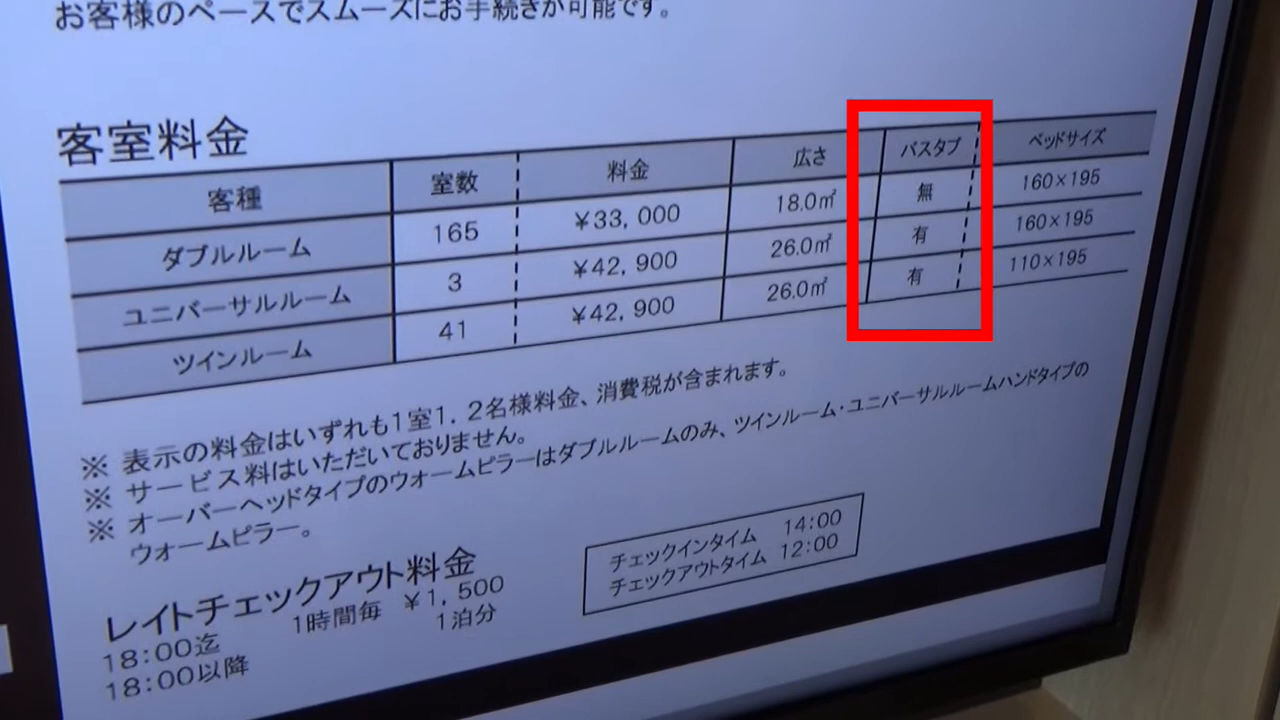 お客様のペースでスムーズにお手続きが可能です。
客室料金
客種 室数 料金 広さ バスタブ ベッドサイズ
ダブルルーム 165 ¥33,000 18.0㎡ 無 160×195
ユニバーサルルーム 3 ¥42,900 26.0㎡ 有 160×195
ツインルーム 41 ¥42,900 26.0㎡ 有 110×195
※ 表示の料金はいずれも1室1.2名様料金、消費税が含まれます。
※ サービス料はいただいておりません。
※ オーバーヘッドタイプのウォームピラーはダブルルームのみ、ツインルーム・ユニバーサルルームハンドタイプの
ウォームピラー。
レイトチェックアウト料金
18:00迄 1時間毎 ¥1,500
18:00以降 1泊分
チェックインタイム 14:00
チェックアウトタイム 12:00